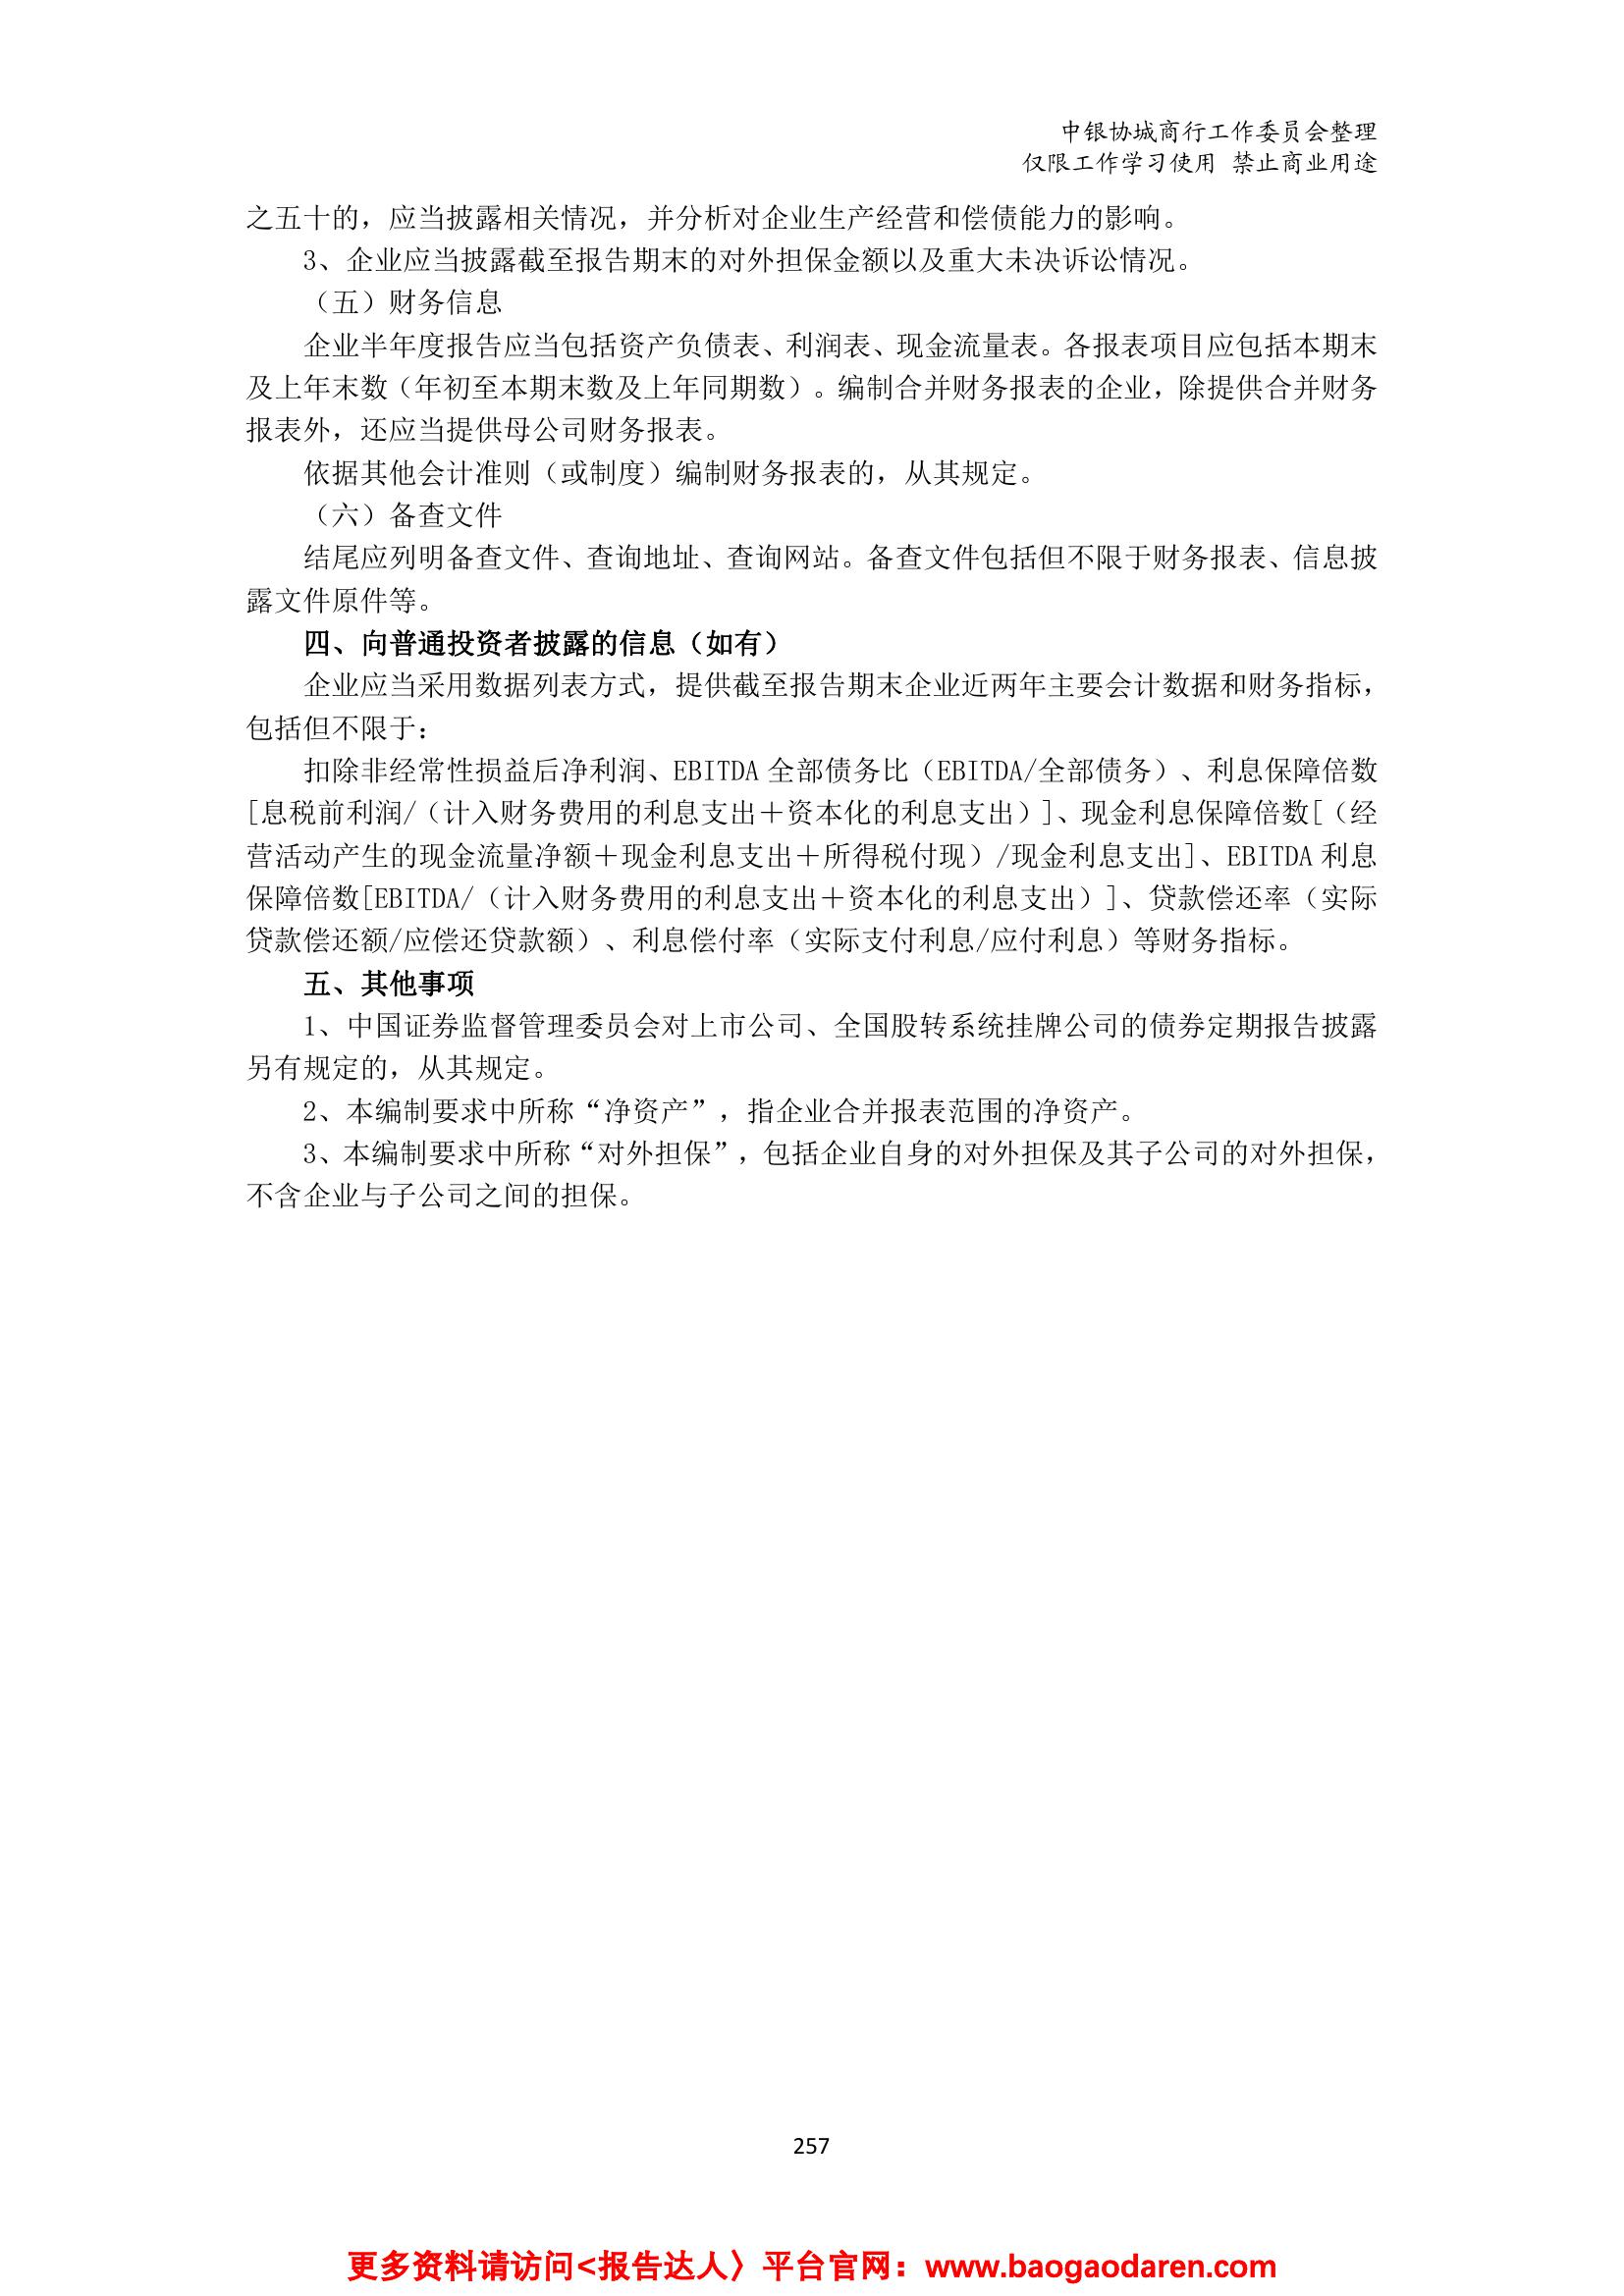 中银协城商行工作委员会整理
仅限工作学习使用 禁止商业用途
之五十的，应当披露相关情况，并分析对企业生产经营和偿债能力的影响。
3、企业应当披露截至报告期末的对外担保金额以及重大未决诉讼情况。
（五）财务信息
企业半年度报告应当包括资产负债表、利润表、现金流量表。各报表项目应包括本期末
及上年末数（年初至本期末数及上年同期数）。编制合并财务报表的企业，除提供合并财务
报表外，还应当提供母公司财务报表。
依据其他会计准则（或制度）编制财务报表的，从其规定。
（六）备查文件
结尾应列明备查文件、查询地址、查询网站。备查文件包括但不限于财务报表、信息披
露文件原件等。
四、向普通投资者披露的信息（如有）
企业应当采用数据列表方式，提供截至报告期末企业近两年主要会计数据和财务指标，
包括但不限于：
扣除非经常性损益后净利润、EBITDA 全部债务比（EBITDA/全部债务）、利息保障倍数
[息税前利润/（计入财务费用的利息支出＋资本化的利息支出）]、现金利息保障倍数[（经
营活动产生的现金流量净额＋现金利息支出＋所得税付现）/现金利息支出]、EBITDA 利息
保障倍数[EBITDA/（计入财务费用的利息支出＋资本化的利息支出）]、贷款偿还率（实际
贷款偿还额/应偿还贷款额）、利息偿付率（实际支付利息/应付利息）等财务指标。
五、其他事项
1、中国证券监督管理委员会对上市公司、全国股转系统挂牌公司的债券定期报告披露
另有规定的，从其规定。
2、本编制要求中所称“净资产”，指企业合并报表范围的净资产。
3、本编制要求中所称“对外担保”，包括企业自身的对外担保及其子公司的对外担保，
不含企业与子公司之间的担保。
257
更多资料请访问<报告达人〉平台官网：www.baogaodaren.com